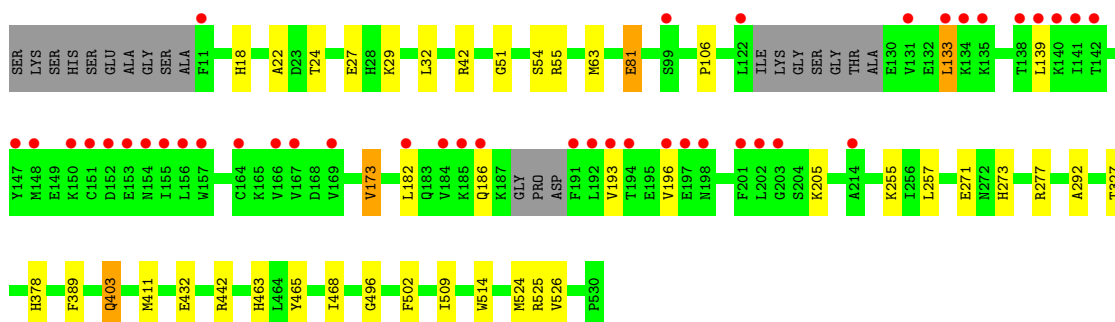 SER LYS SER HIS SER GLU ALA GLY SER ALA F11 H18 A22 D23 T24 E27 H28 K29 L32 R42 G51 S54 R55 M63 E81 S99 P106 L122 ILE LYS GLY SER GLY THR ALA E130 V131 E132 L133 K134 K135 T138 L139 K140 I141 T142
Y147 M148 E149 K150 C151 D152 E153 N154 I155 L156 W157 C164 K165 V166 V167 D168 V169 V173 L182 Q183 V184 K185 Q186 K187 GLY PRO ASP F191 L192 V193 T194 E195 V196 E197 N198 F201 L202 G203 S204 K205 A214 K255 I256 L257 E271 N272 H273 R277 A292 T327
H378 F389 Q403 M411 E432 R442 H463 L464 Y465 I468 G496 F502 I509 W514 M524 R525 V526 P530